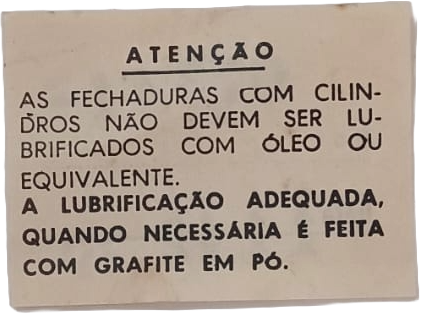 ATENÇÃO
AS FECHADURAS COM CILIN-
DROS NÃO DEVEM SER LU-
BRIFICADOS COM ÓLEO OU
EQUIVALENTE.
A LUBRIFICAÇÃO ADEQUADA,
QUANDO NECESSÁRIA É FEITA
COM GRAFITE EM PÓ.